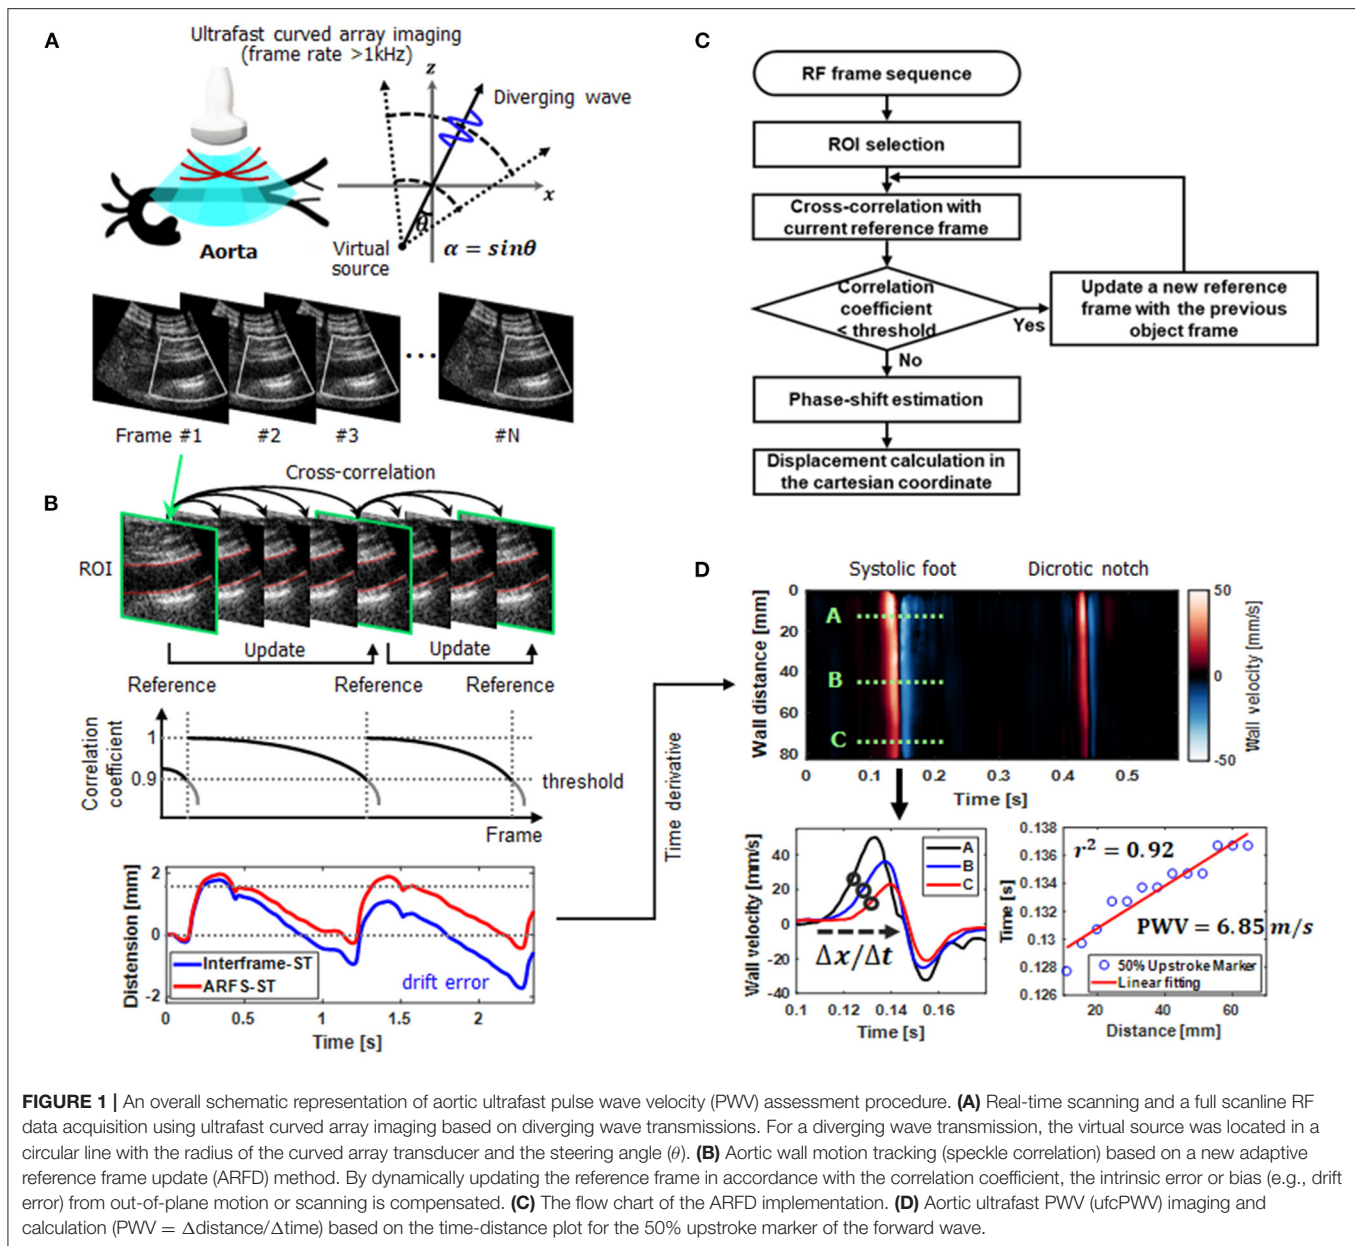 A
Ultrafast curved array imaging
(frame rate >1kHz)
z
Diverging wave
x
θ
Virtual
source
α = sinθ
Aorta
Frame #1
#2
#3
...
#N
Cross-correlation
B
ROI
Update
Update
Reference
Reference
Reference
Correlation
coefficient
1
0.9
threshold
Frame
Distension [mm]
2
0
-2
Interframe-ST
ARFS-ST
drift error
0
0.5
1
1.5
2
Time [s]
Time derivative
C
RF frame sequence
ROI selection
Cross-correlation with
current reference frame
Correlation
coefficient
< threshold
Yes
Update a new reference
frame with the previous
object frame
No
Phase-shift estimation
Displacement calculation in
the cartesian coordinate
D
Systolic foot
Dicrotic notch
Wall distance [mm]
0
20
40
60
80
A
B
C
0
0.1
0.2
0.3
0.4
0.5
Time [s]
50
0
-50
Wall velocity [mm/s]
Wall velocity [mm/s]
40
20
0
-20
-40
A
B
C
Δx/Δt
0.1
0.12
0.14
0.16
Time [s]
Time [s]
0.138
0.136
0.134
0.132
0.13
0.128
0.126
r² = 0.92
PWV = 6.85 m/s
50% Upstroke Marker
Linear fitting
20
40
60
Distance [mm]
FIGURE 1 | An overall schematic representation of aortic ultrafast pulse wave velocity (PWV) assessment procedure. (A) Real-time scanning and a full scanline RF
data acquisition using ultrafast curved array imaging based on diverging wave transmissions. For a diverging wave transmission, the virtual source was located in a
circular line with the radius of the curved array transducer and the steering angle (θ). (B) Aortic wall motion tracking (speckle correlation) based on a new adaptive
reference frame update (ARFD) method. By dynamically updating the reference frame in accordance with the correlation coefficient, the intrinsic error or bias (e.g., drift
error) from out-of-plane motion or scanning is compensated. (C) The flow chart of the ARFD implementation. (D) Aortic ultrafast PWV (ufcPWV) imaging and
calculation (PWV = Δdistance/Δtime) based on the time-distance plot for the 50% upstroke marker of the forward wave.